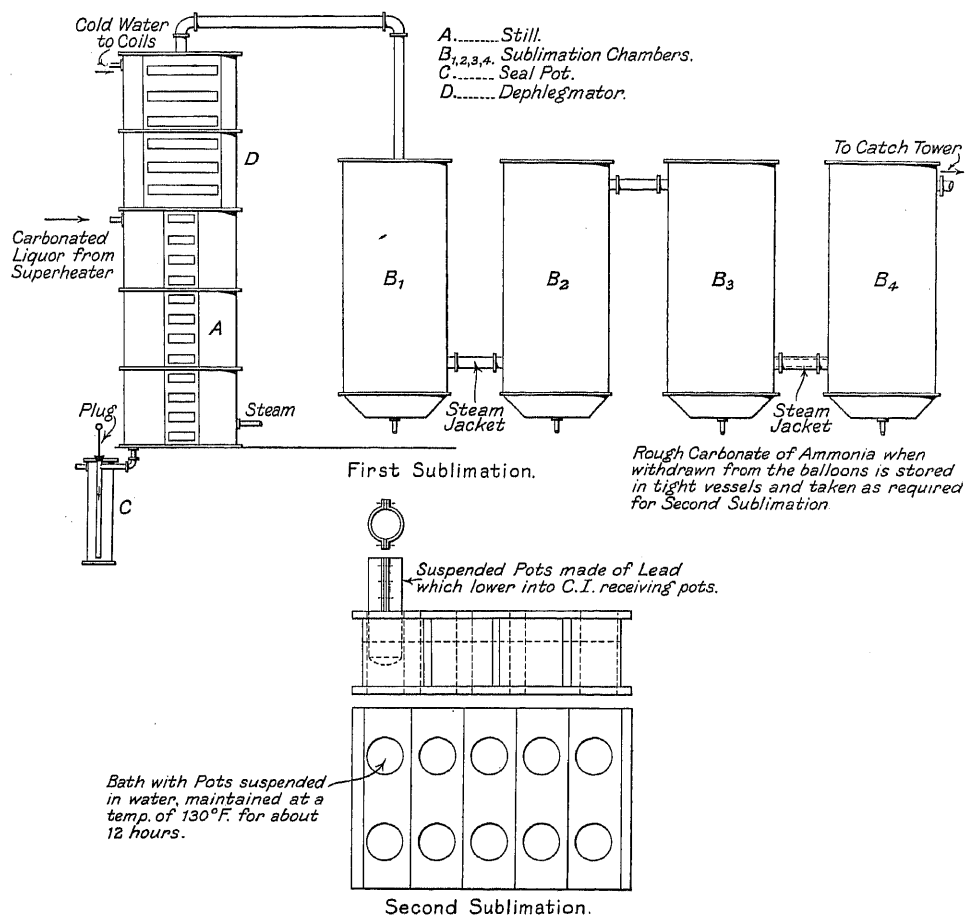 Cold Water
to Coils
A........ Still.
B1,2,3,4. Sublimation Chambers.
C........ Seal Pot.
D........ Dephlegmator.
D
To Catch Tower
Carbonated
Liquor from
Superheater
B1
B2
B3
B4
A
Plug
Steam
Steam
Jacket
Steam
Jacket
C
First Sublimation.
Rough Carbonate of Ammonia when
withdrawn from the balloons is stored
in tight vessels and taken as required
for Second Sublimation
Suspended Pots made of Lead
which lower into C.I. receiving pots.
Bath with Pots suspended
in water, maintained at a
temp. of 130°F. for about
12 hours.
Second Sublimation.